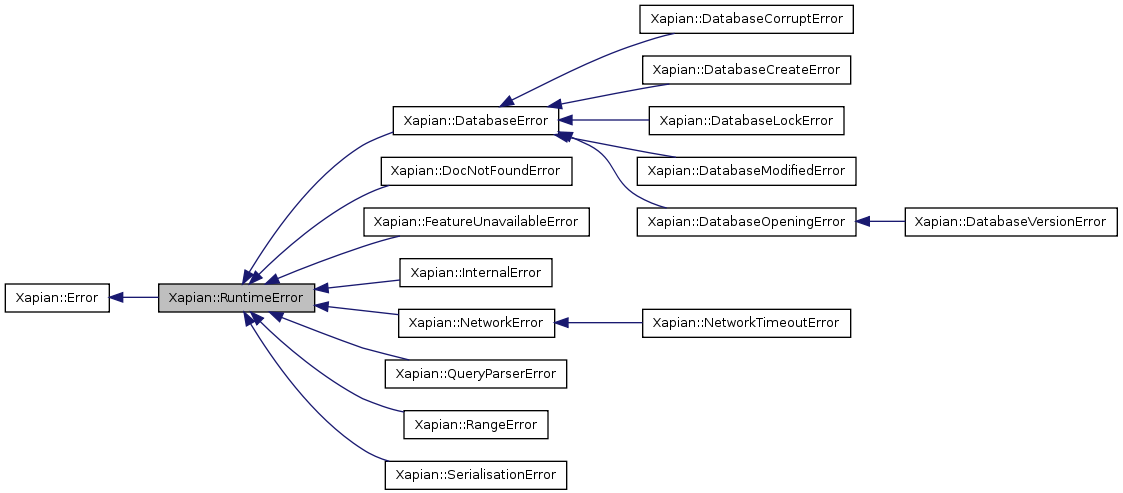 Xapian::DatabaseCorruptError
Xapian::DatabaseCreateError
Xapian::DatabaseError
Xapian::DatabaseLockError
Xapian::DocNotFoundError
Xapian::DatabaseModifiedError
Xapian::FeatureUnavailableError
Xapian::DatabaseOpeningError
Xapian::DatabaseVersionError
Xapian::InternalError
Xapian::Error
Xapian::RuntimeError
Xapian::NetworkError
Xapian::NetworkTimeoutError
Xapian::QueryParserError
Xapian::RangeError
Xapian::SerialisationError